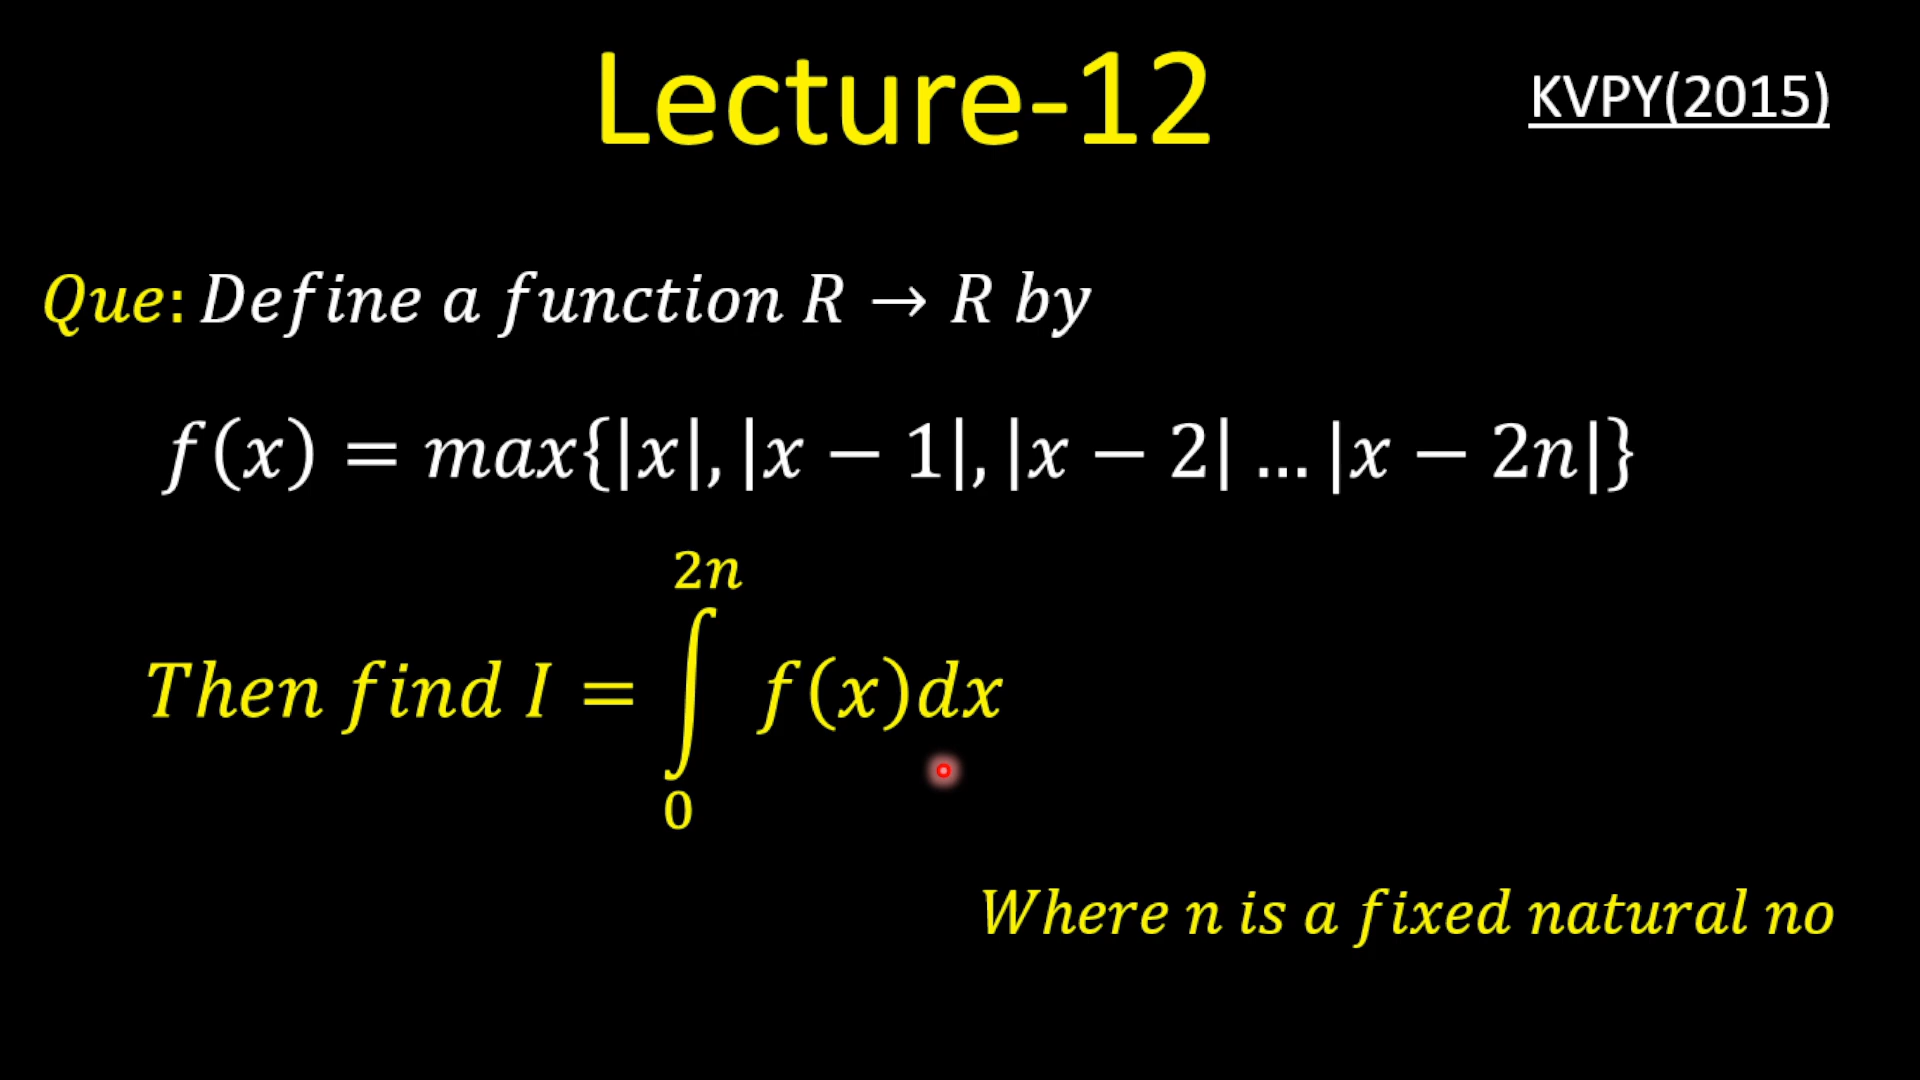 Lecture-12
KVPY(2015)
Que: Define a function R → R by
f(x) = max{|x|, |x − 1|, |x − 2| ... |x − 2n|}
2n
Then find I = ∫ f(x)dx
0
Where n is a fixed natural no